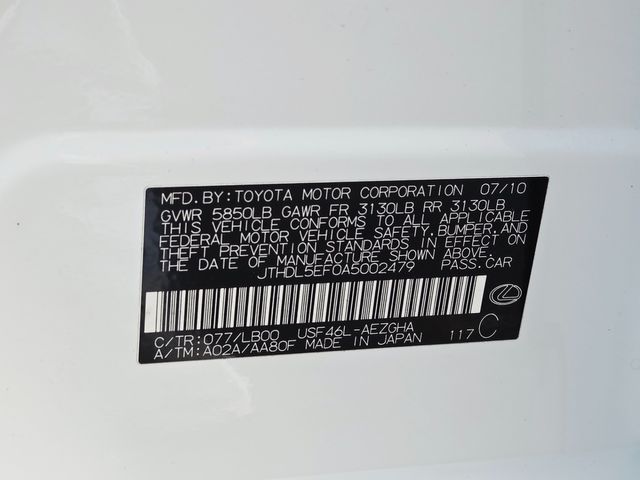 MFD. BY: TOYOTA MOTOR CORPORATION 07/10
GVWR 5850LB GAWR FR 3130LB RR 3130LB
THIS VEHICLE CONFORMS TO ALL APPLICABLE
FEDERAL MOTOR VEHICLE SAFETY, BUMPER, AND
THEFT PREVENTION STANDARDS IN EFFECT ON
THE DATE OF MANUFACTURE SHOWN ABOVE.
JTHDL5EF0A5002479 PASS. CAR
C/TR: 077/LB00 USF46L-AEZGHA
A/TM: A02A/AA80F MADE IN JAPAN 117 C